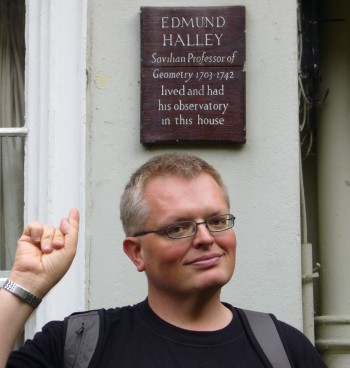 EDMUND
HALLEY
Savilian Professor of
Geometry 1703-1742
lived and had
his observatory
in this house